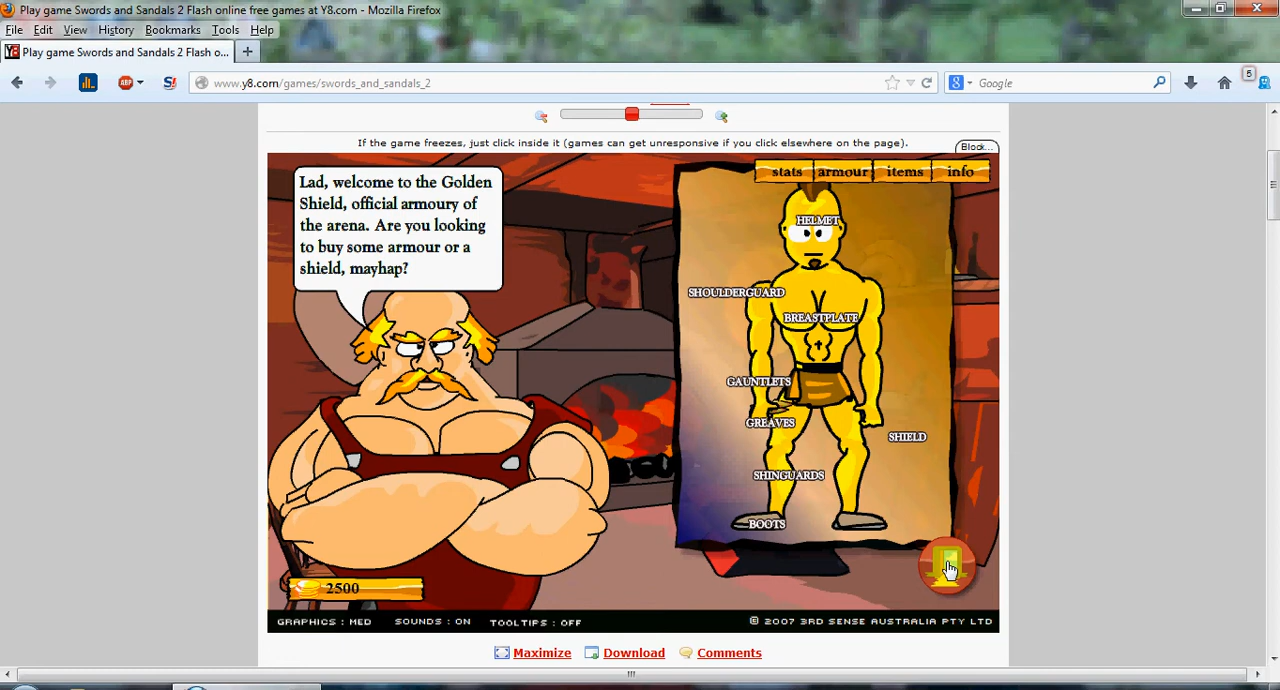 Play game Swords and Sandals 2 Flash online free games at Y8.com - Mozilla Firefox
File Edit View History Bookmarks Tools Help
Y8 Play game Swords and Sandals 2 Flash o...
ABP S! www.y8.com/games/swords_and_sandals_2 Google 5
If the game freezes, just click inside it (games can get unresponsive if you click elsewhere on the page).
Block...
stats armour items info
Lad, welcome to the Golden
Shield, official armoury of
the arena. Are you looking
to buy some armour or a
shield, mayhap?
HELMET
SHOULDERGUARD
BREASTPLATE
GAUNTLETS
GREAVES
SHIELD
SHINGUARDS
BOOTS
2500
GRAPHICS : MED SOUNDS : ON TOOLTIPS : OFF © 2007 3RD SENSE AUSTRALIA PTY LTD
Maximize Download Comments